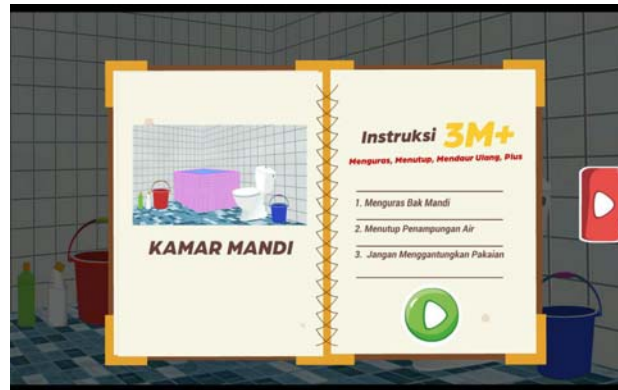 KAMAR MANDI
Instruksi 3M+
Menguras, Menutup, Mendaur Ulang, Plus
1. Menguras Bak Mandi
2. Menutup Penampungan Air
3. Jangan Menggantungkan Pakaian